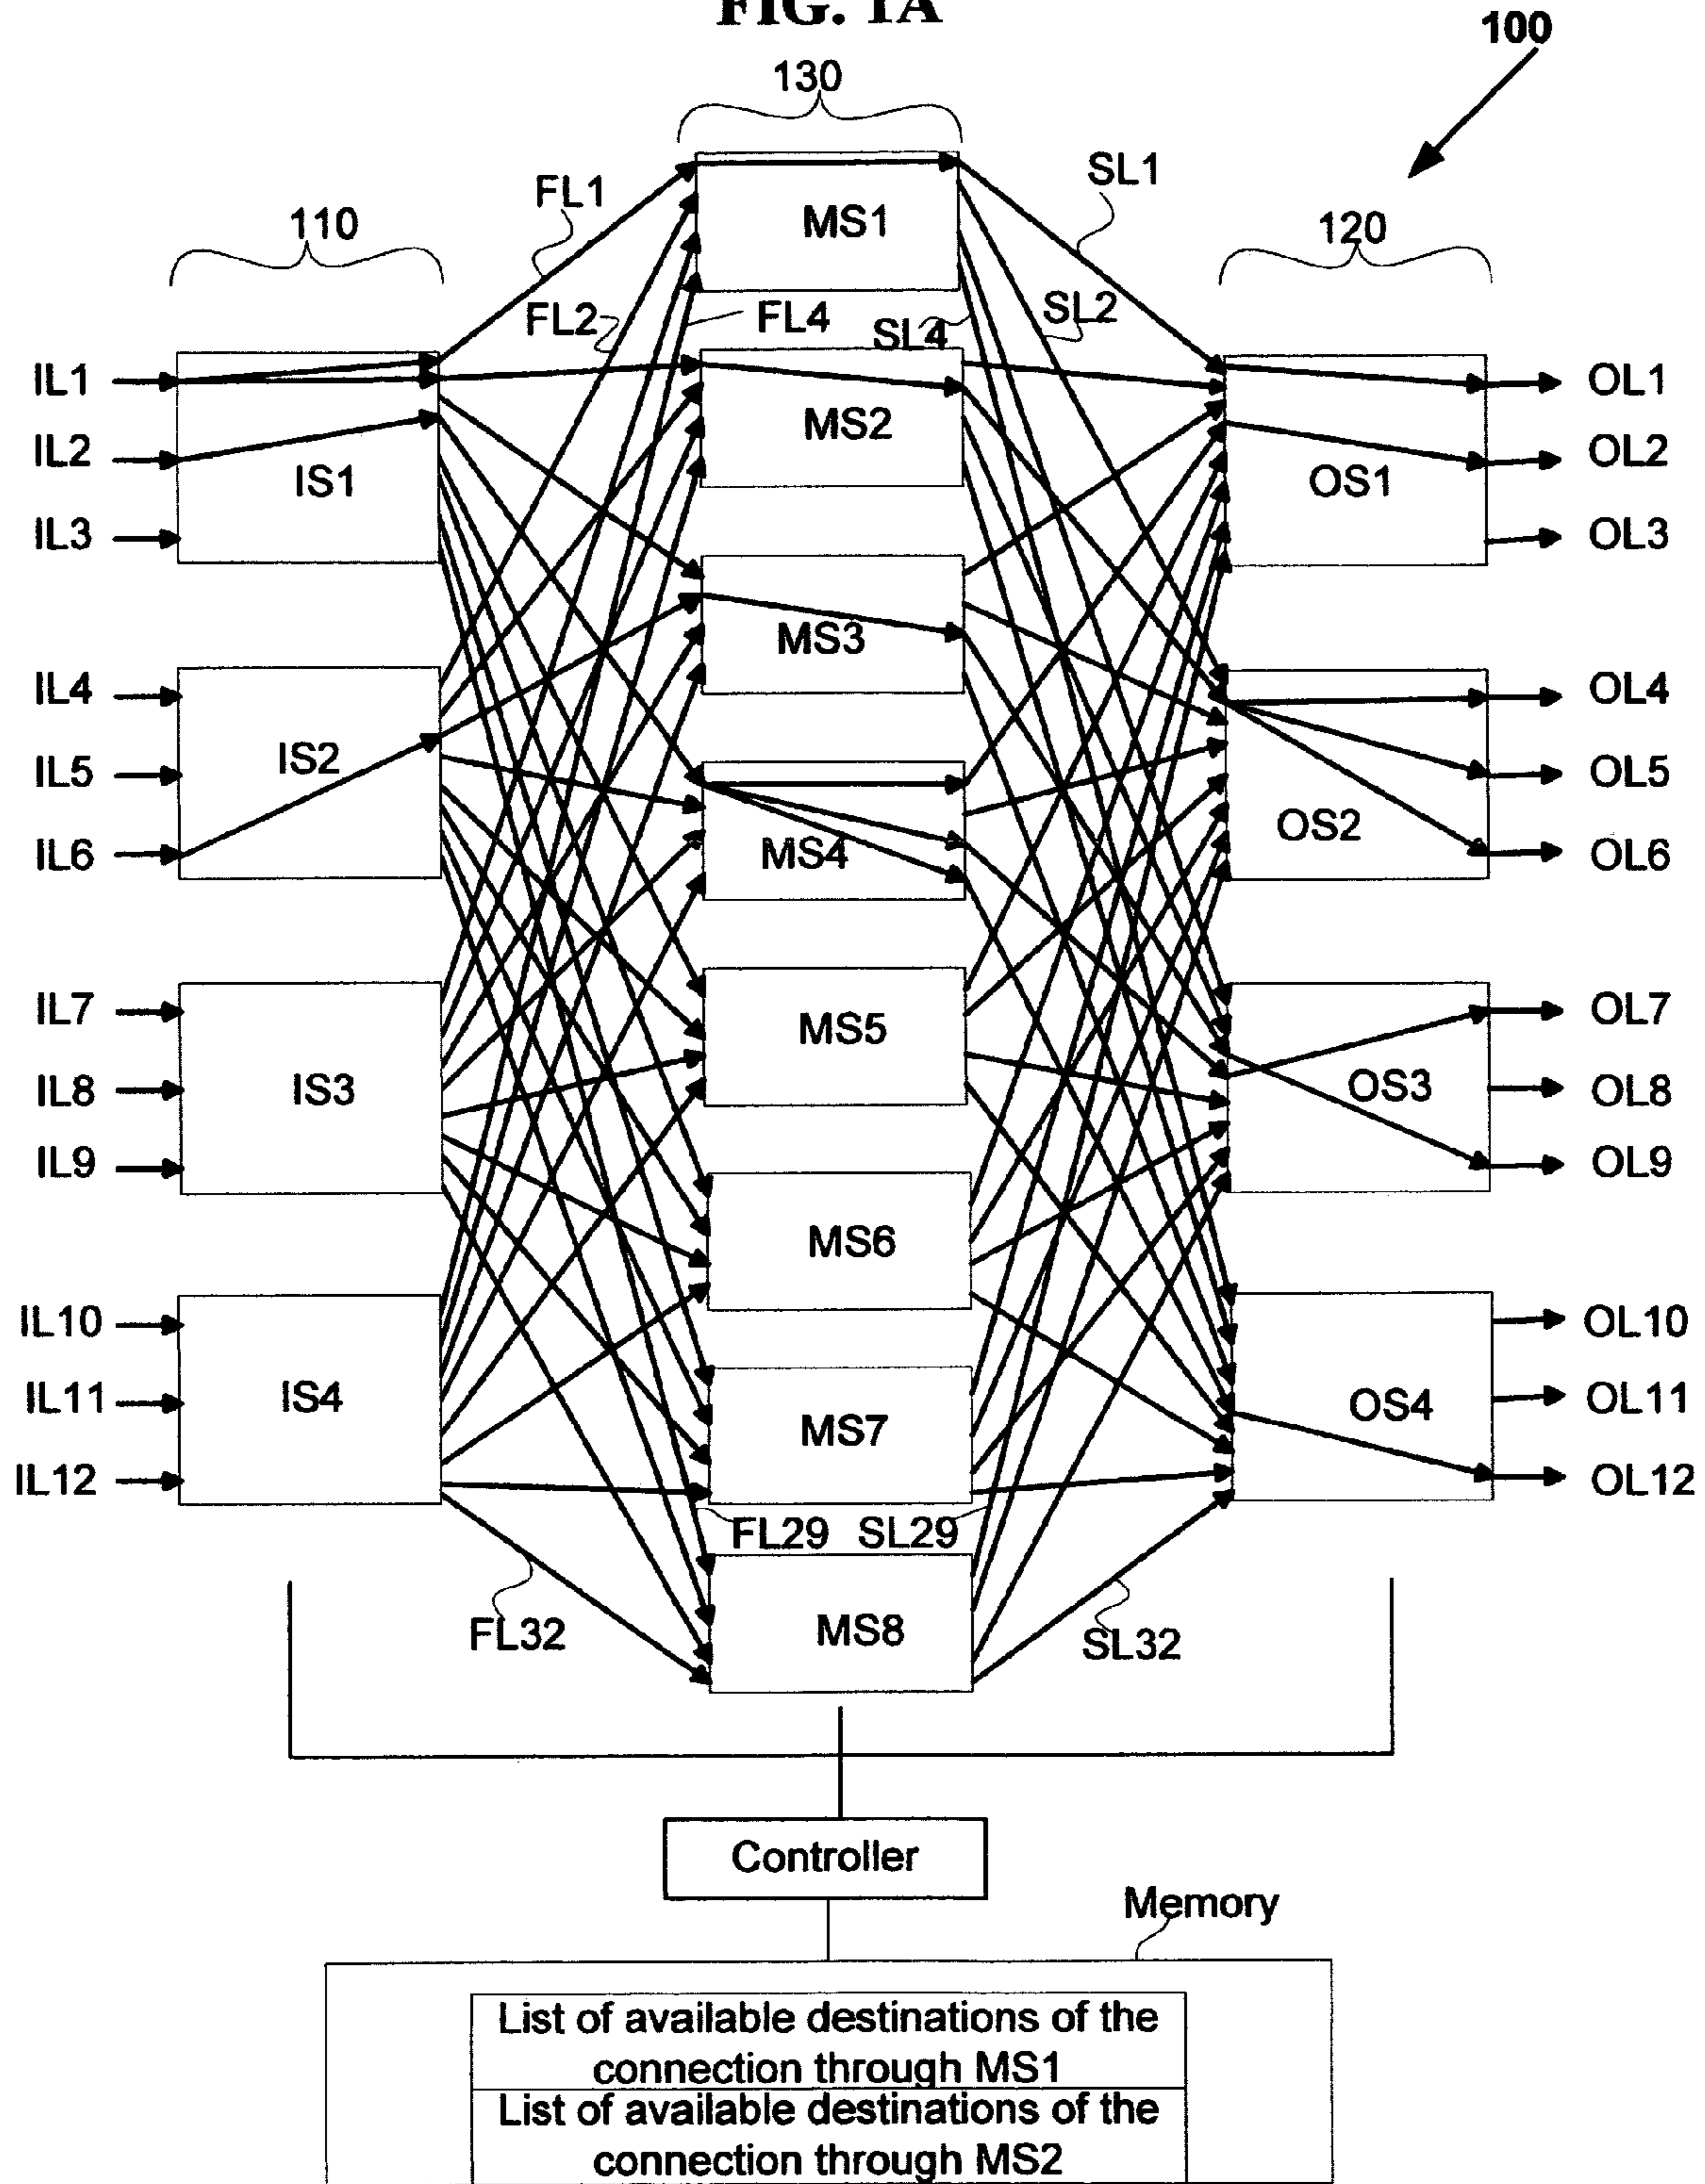 FIG. 1A
100
130
110
120
FL1
SL1
FL2
FL4
SL4
SL2
IL1
IL2
IL3
IS1
MS1
MS2
OS1
OL1
OL2
OL3
IL4
IL5
IL6
IS2
MS3
MS4
OS2
OL4
OL5
OL6
IL7
IL8
IL9
IS3
MS5
MS6
OS3
OL7
OL8
OL9
IL10
IL11
IL12
IS4
MS7
OS4
OL10
OL11
OL12
FL29
SL29
FL32
MS8
SL32
Controller
Memory
List of available destinations of the
connection through MS1
List of available destinations of the
connection through MS2